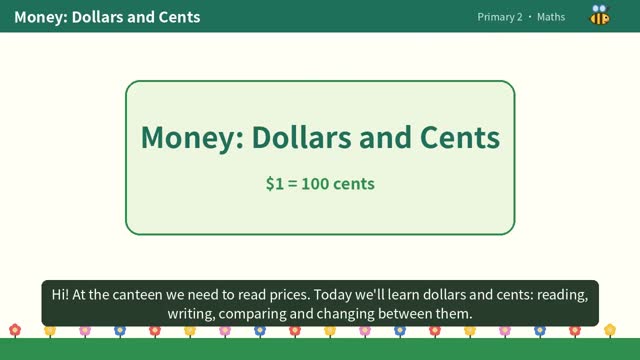 Money: Dollars and Cents
Primary 2 • Maths
Money: Dollars and Cents
$1 = 100 cents
Hi! At the canteen we need to read prices. Today we'll learn dollars and cents: reading,
writing, comparing and changing between them.